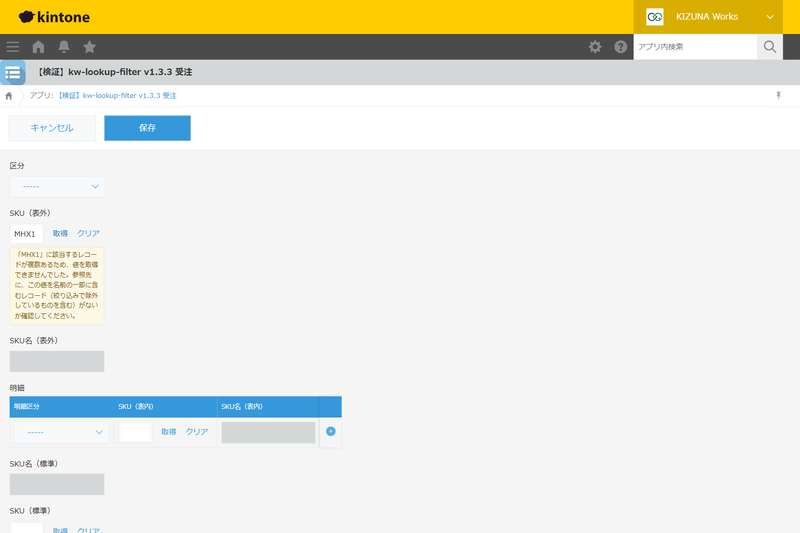 kintone
KIZUNA Works
アプリ内検索
【検証】kw-lookup-filter v1.3.3 受注
アプリ: 【検証】kw-lookup-filter v1.3.3 受注
キャンセル 保存
区分
-----
SKU（表外）
MHX1 取得 クリア
「MHX1」に該当するレコー
ドが複数あるため、値を取得
できませんでした。参照先
に、この値を名前の一部に含
むレコード（絞り込みで除外
しているものを含む）がない
か確認してください。
SKU名（表外）
明細
明細区分 SKU（表内） SKU名（表内）
----- 取得 クリア
SKU名（標準）
SKU（標準）
取得 クリア